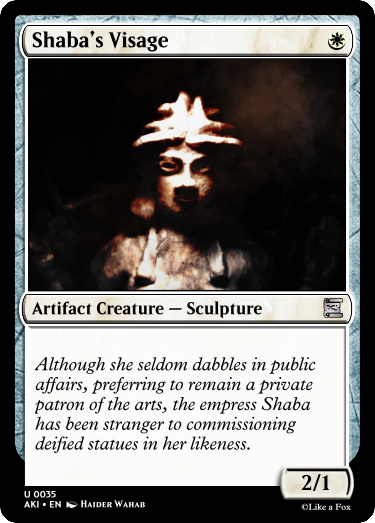 Shaba's Visage
Artifact Creature — Sculpture
Although she seldom dabbles in public
affairs, preferring to remain a private
patron of the arts, the empress Shaba
has been stranger to commissioning
deified statues in her likeness.
2/1
U 0035
AKI • EN Haider Wahab
©Like a Fox